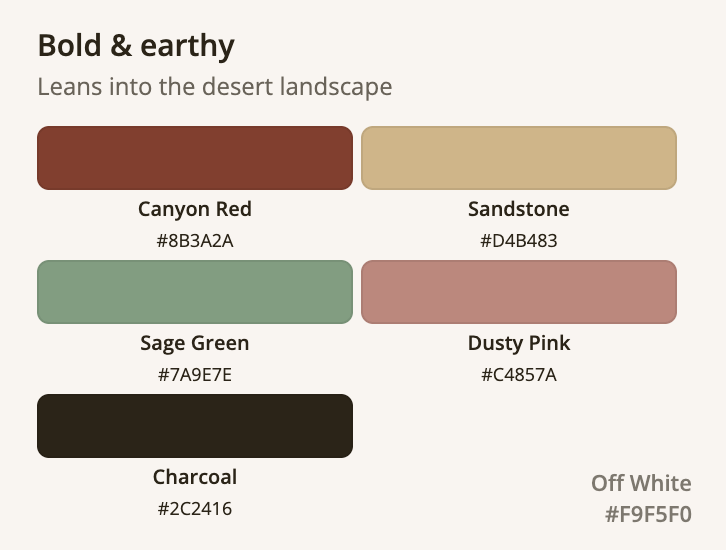 Bold & earthy
Leans into the desert landscape
Canyon Red
#8B3A2A
Sandstone
#D4B483
Sage Green
#7A9E7E
Dusty Pink
#C4857A
Charcoal
#2C2416
Off White
#F9F5F0